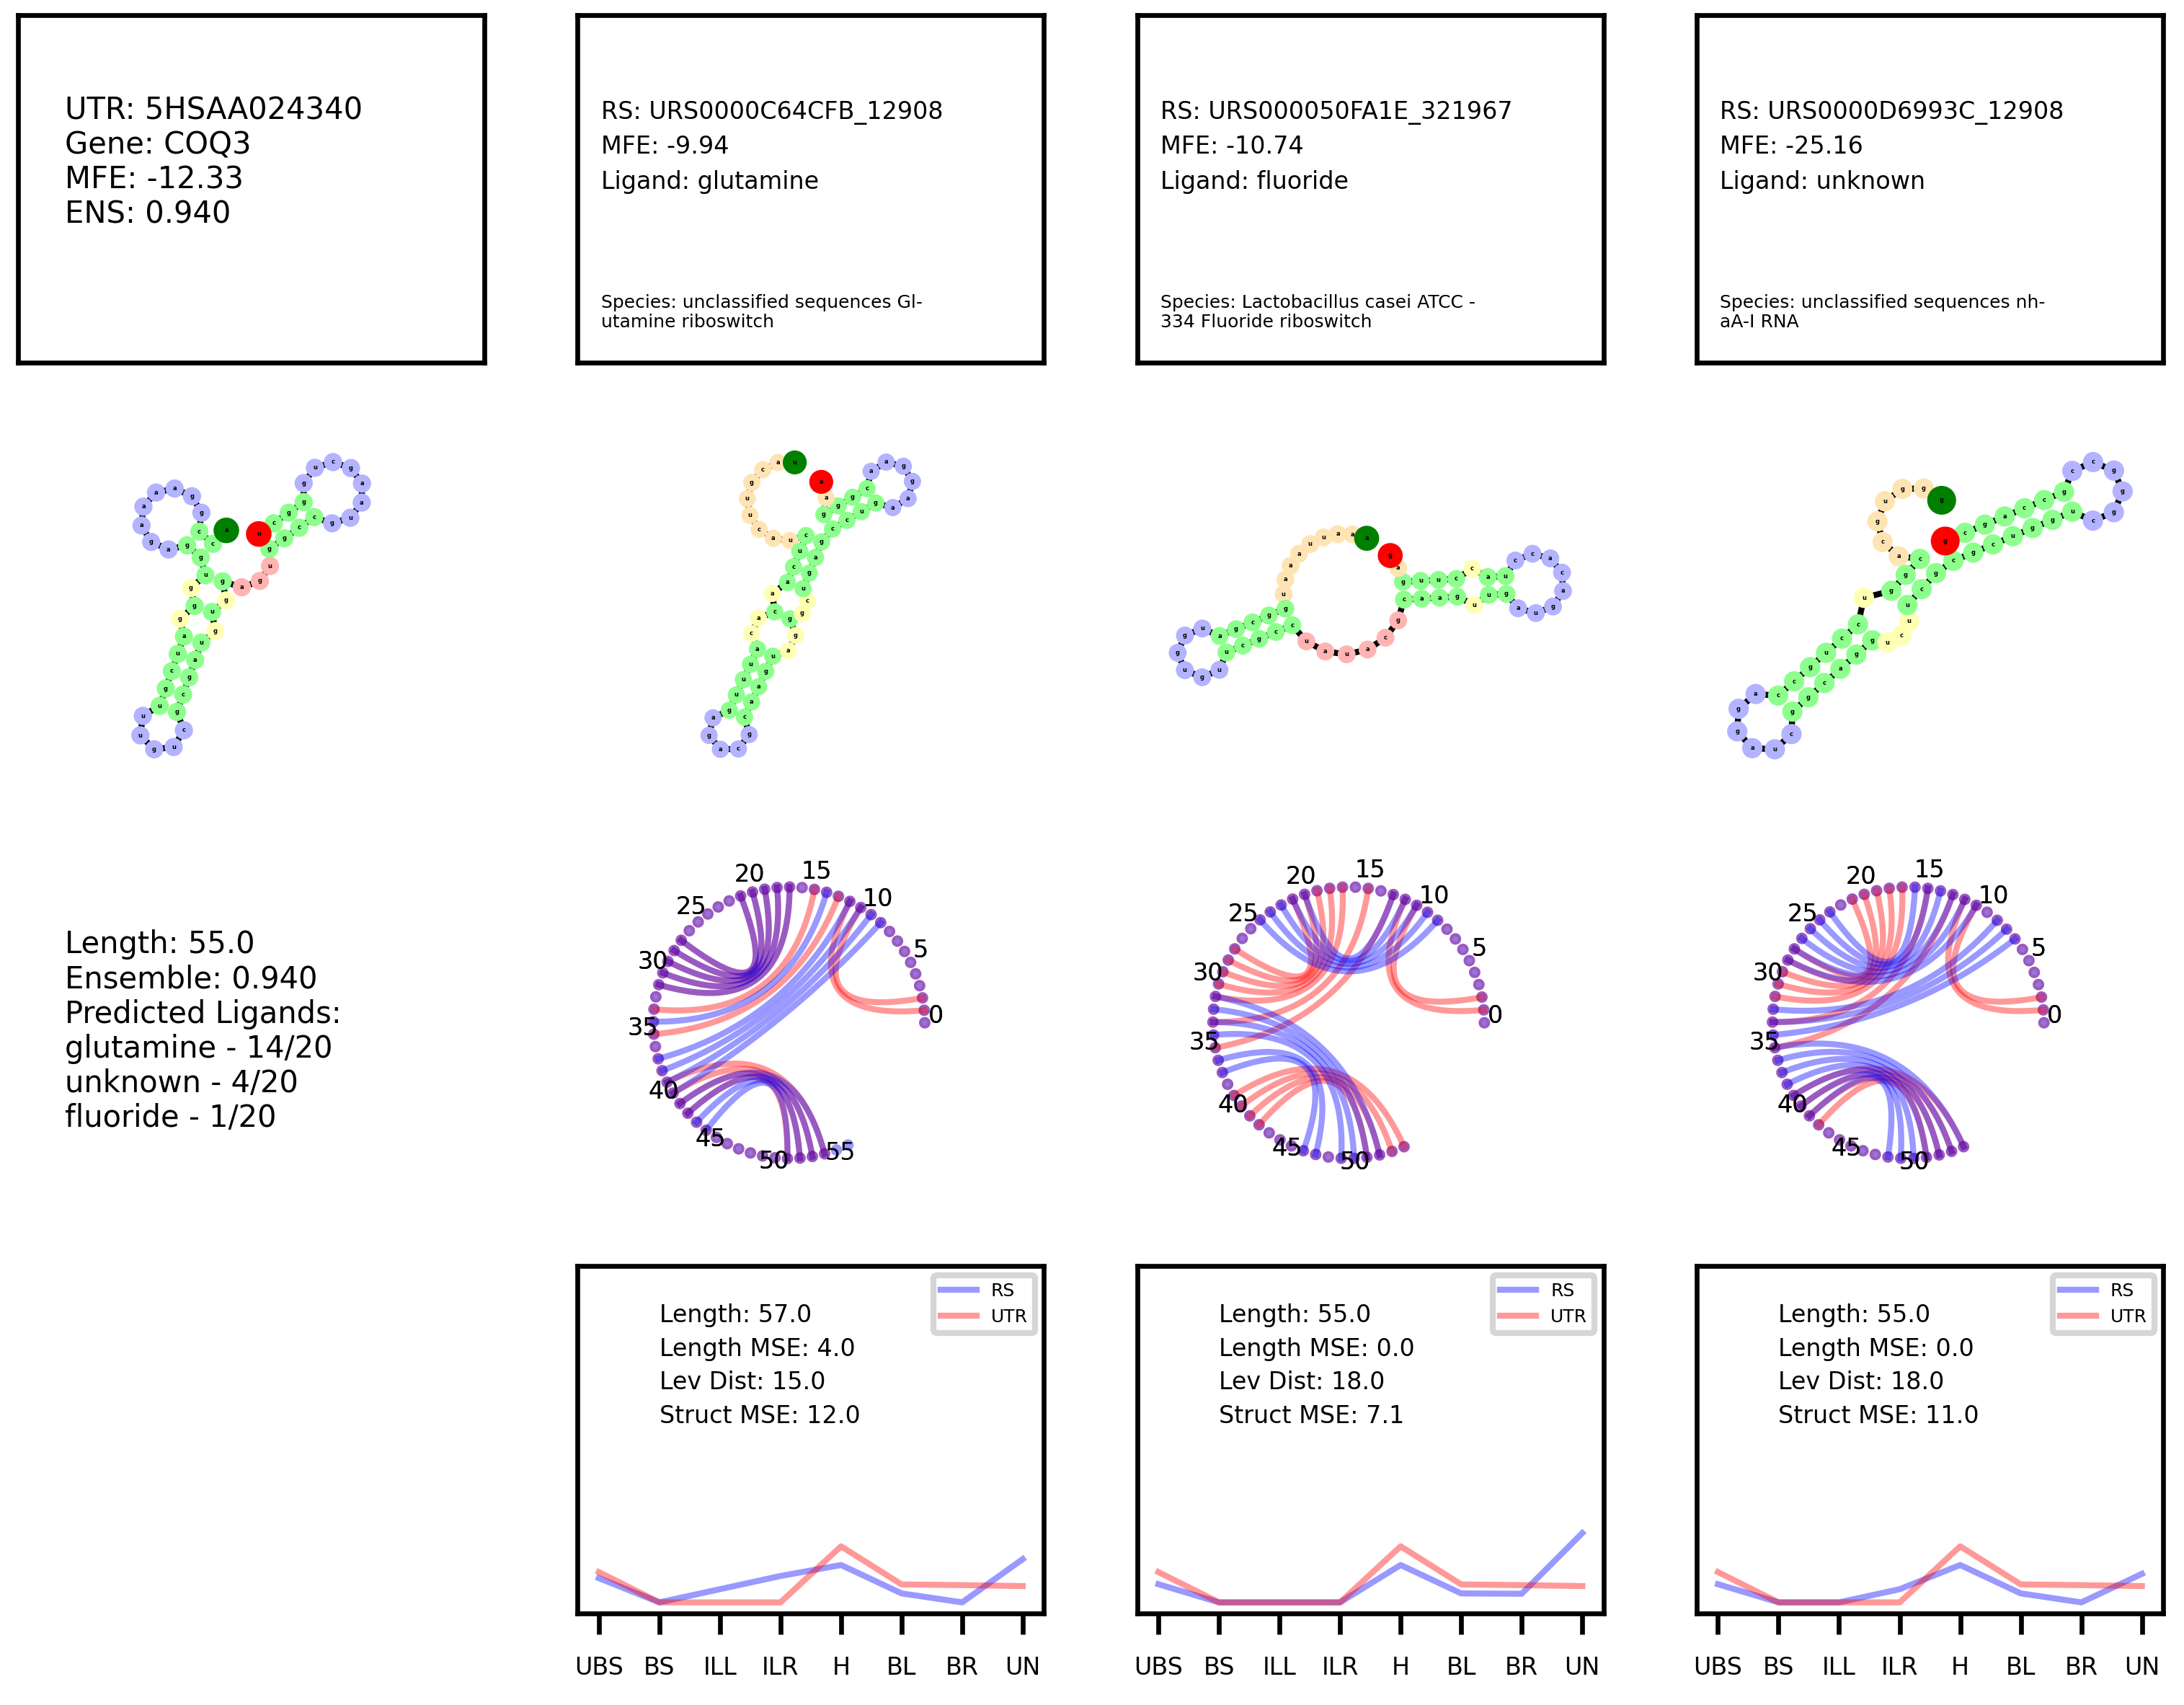 UTR: 5HSAA024340
Gene: COQ3
MFE: -12.33
ENS: 0.940
RS: URS0000C64CFB_12908
MFE: -9.94
Ligand: glutamine
Species: unclassified sequences Gl-
utamine riboswitch
RS: URS000050FA1E_321967
MFE: -10.74
Ligand: fluoride
Species: Lactobacillus casei ATCC -
334 Fluoride riboswitch
RS: URS0000D6993C_12908
MFE: -25.16
Ligand: unknown
Species: unclassified sequences nh-
aA-I RNA
Length: 55.0
Ensemble: 0.940
Predicted Ligands:
glutamine - 14/20
unknown - 4/20
fluoride - 1/20
0
5
10
15
20
25
30
35
40
45
50
55
0
5
10
15
20
25
30
35
40
45
50
0
5
10
15
20
25
30
35
40
45
50
RS
UTR
Length: 57.0
Length MSE: 4.0
Lev Dist: 15.0
Struct MSE: 12.0
UBS BS ILL ILR H BL BR UN
RS
UTR
Length: 55.0
Length MSE: 0.0
Lev Dist: 18.0
Struct MSE: 7.1
UBS BS ILL ILR H BL BR UN
RS
UTR
Length: 55.0
Length MSE: 0.0
Lev Dist: 18.0
Struct MSE: 11.0
UBS BS ILL ILR H BL BR UN